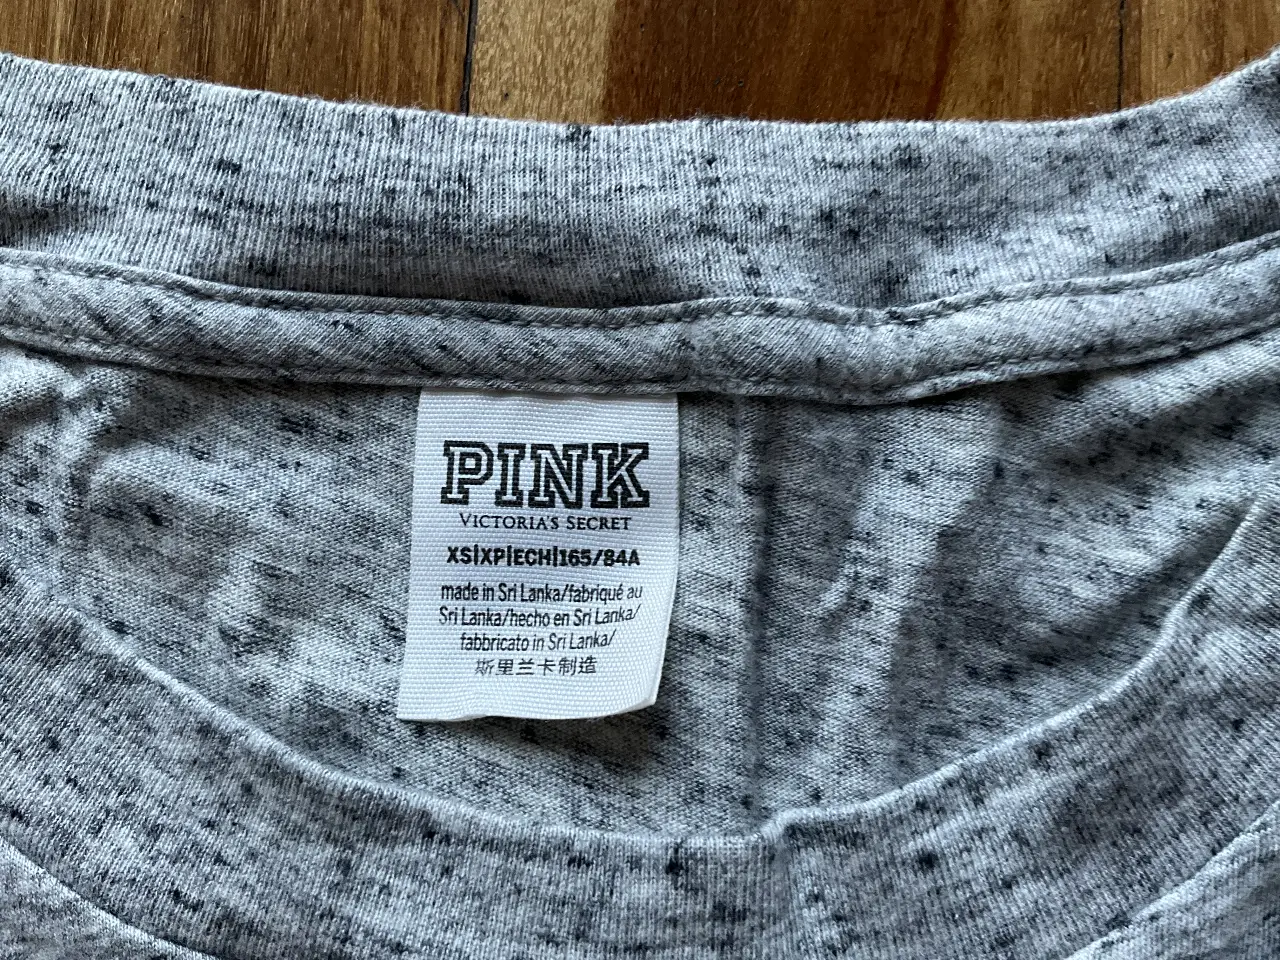 PINK
VICTORIA'S SECRET
XS|XP|ECH|165/84A
made in Sri Lanka/fabriqué au
Sri Lanka/hecho en Sri Lanka/
fabbricato in Sri Lanka/
斯里兰卡制造